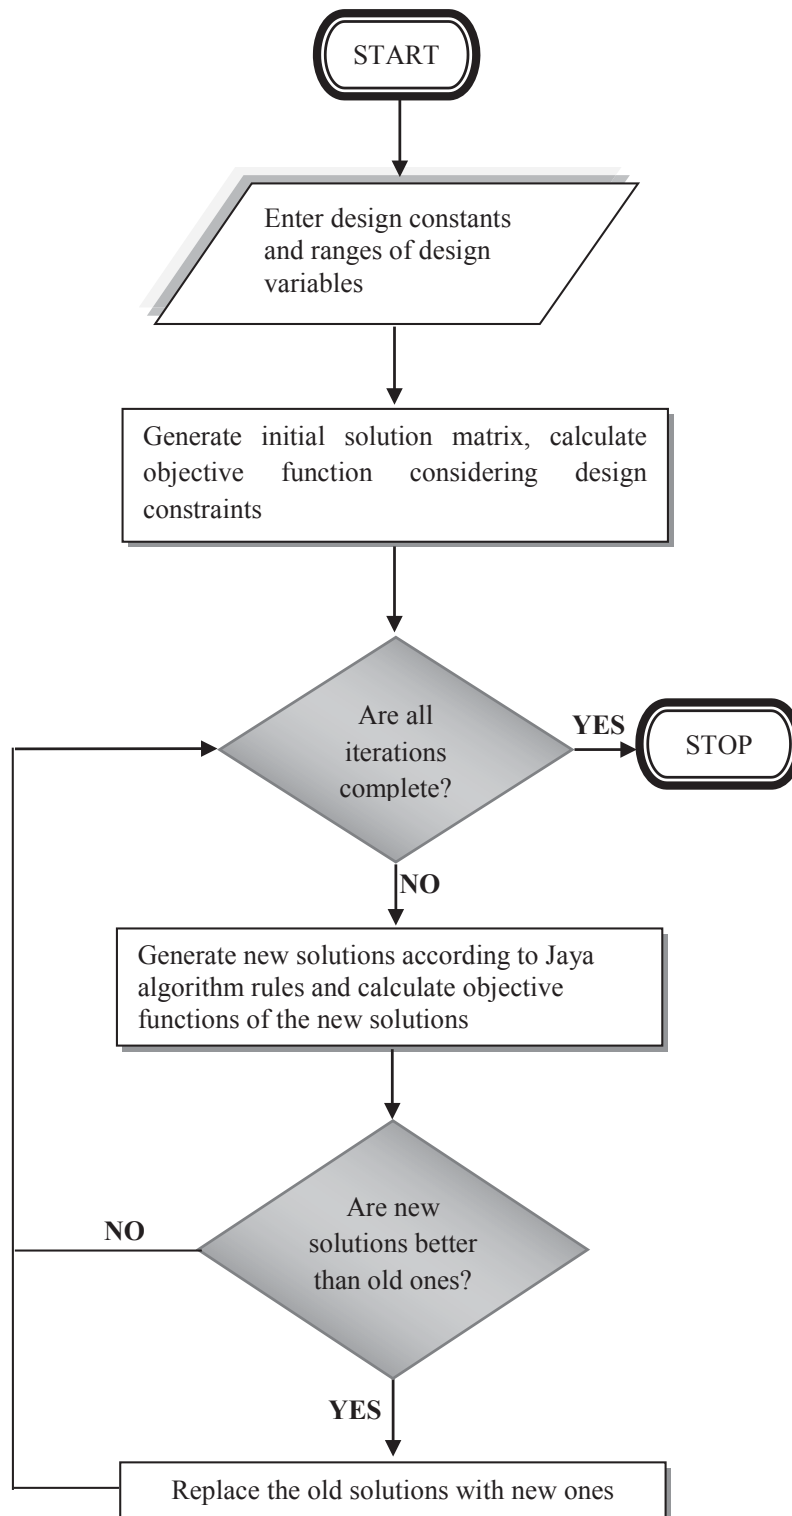 START
Enter design constants
and ranges of design
variables
Generate initial solution matrix, calculate
objective function considering design
constraints
Are all
iterations
complete?
YES
STOP
NO
Generate new solutions according to Jaya
algorithm rules and calculate objective
functions of the new solutions
Are new
solutions better
than old ones?
NO
YES
Replace the old solutions with new ones